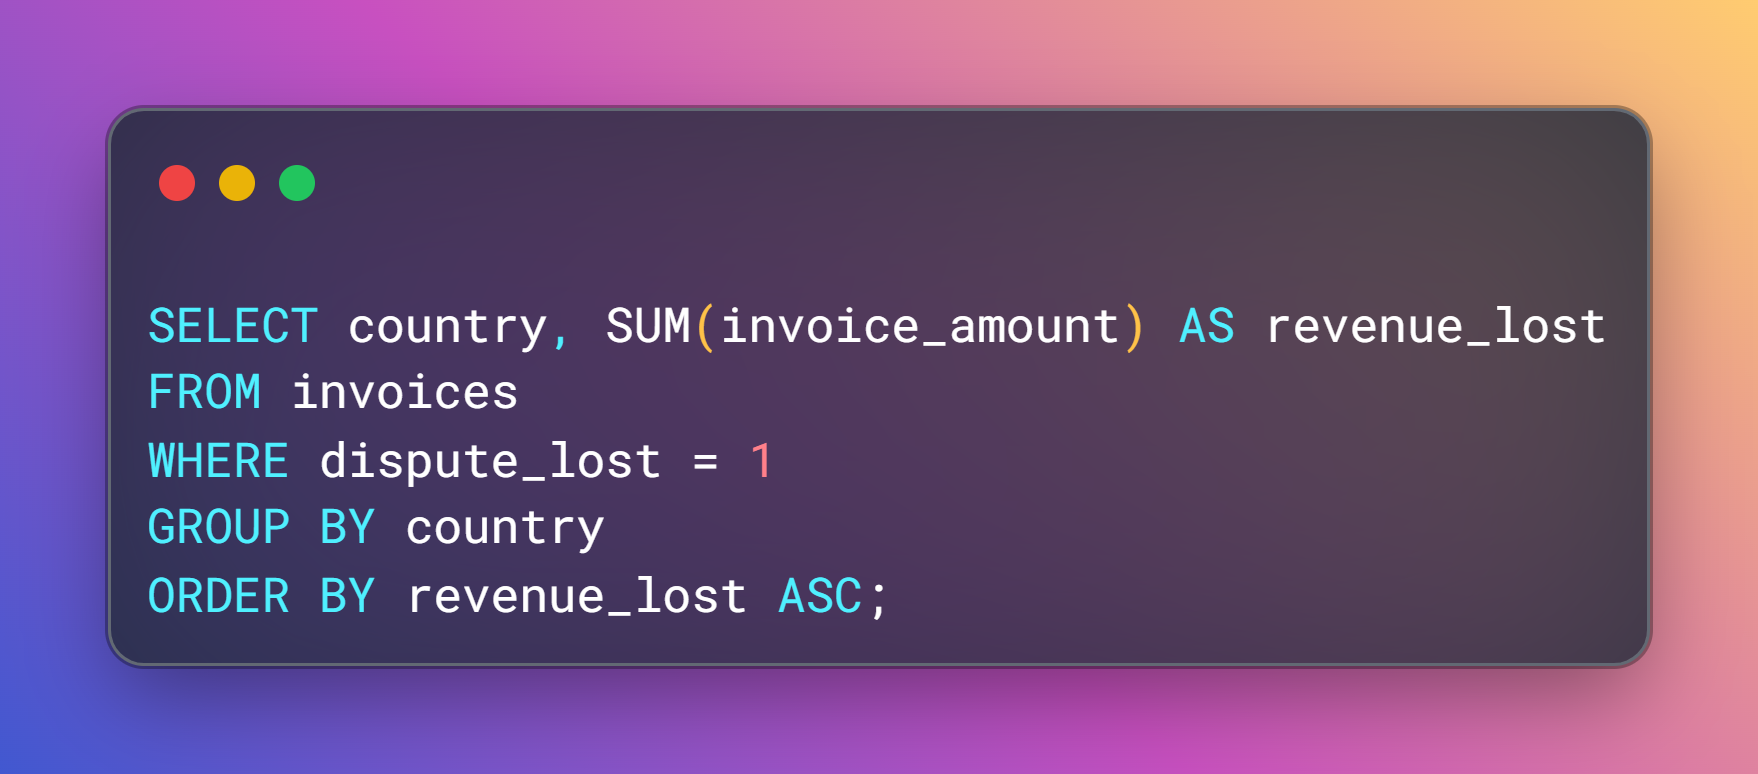 SELECT country, SUM(invoice_amount) AS revenue_lost
FROM invoices
WHERE dispute_lost = 1
GROUP BY country
ORDER BY revenue_lost ASC;